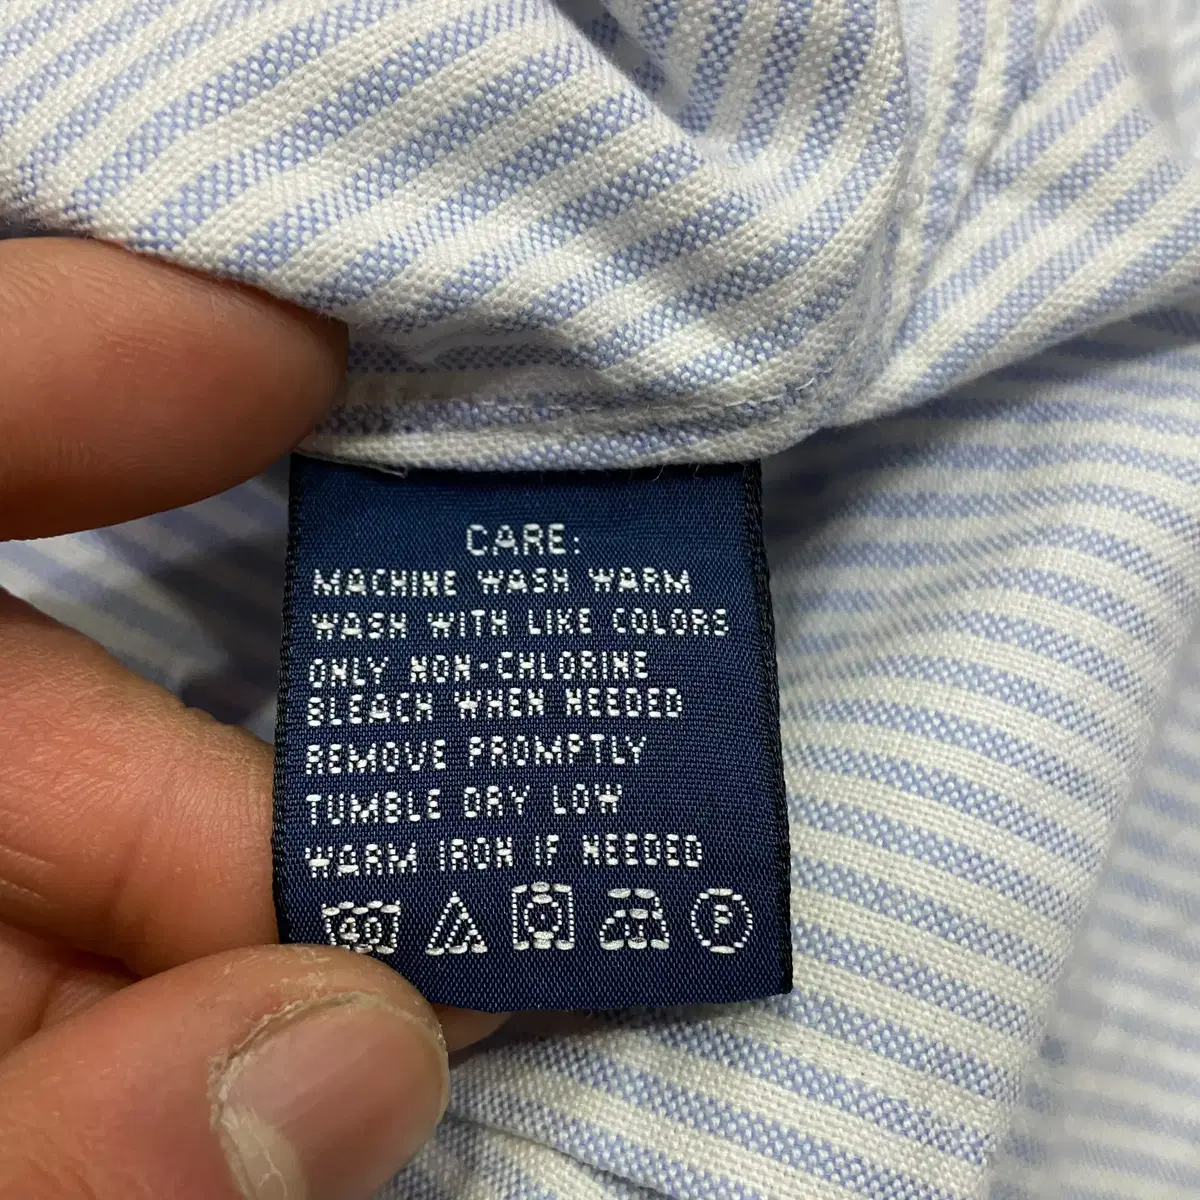 CARE:
MACHINE WASH WARM
WASH WITH LIKE COLORS
ONLY NON-CHLORINE
BLEACH WHEN NEEDED
REMOVE PROMPTLY
TUMBLE DRY LOW
WARM IRON IF NEEDED
40 P